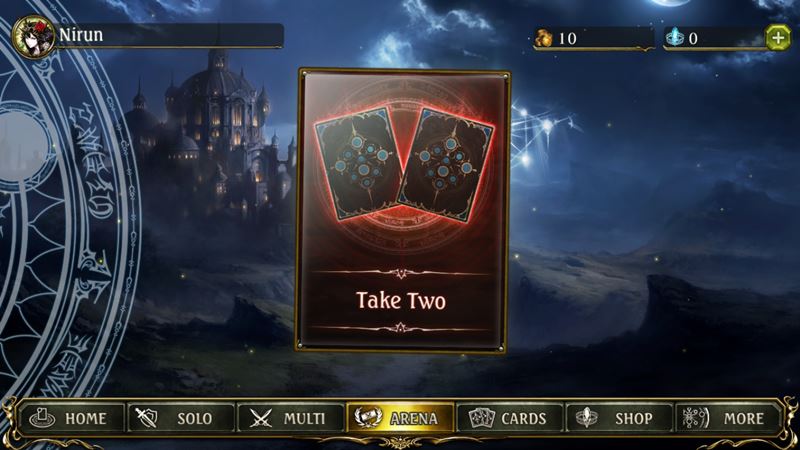 Nirun
10
0
Take Two
HOME
SOLO
MULTI
ARENA
CARDS
SHOP
MORE